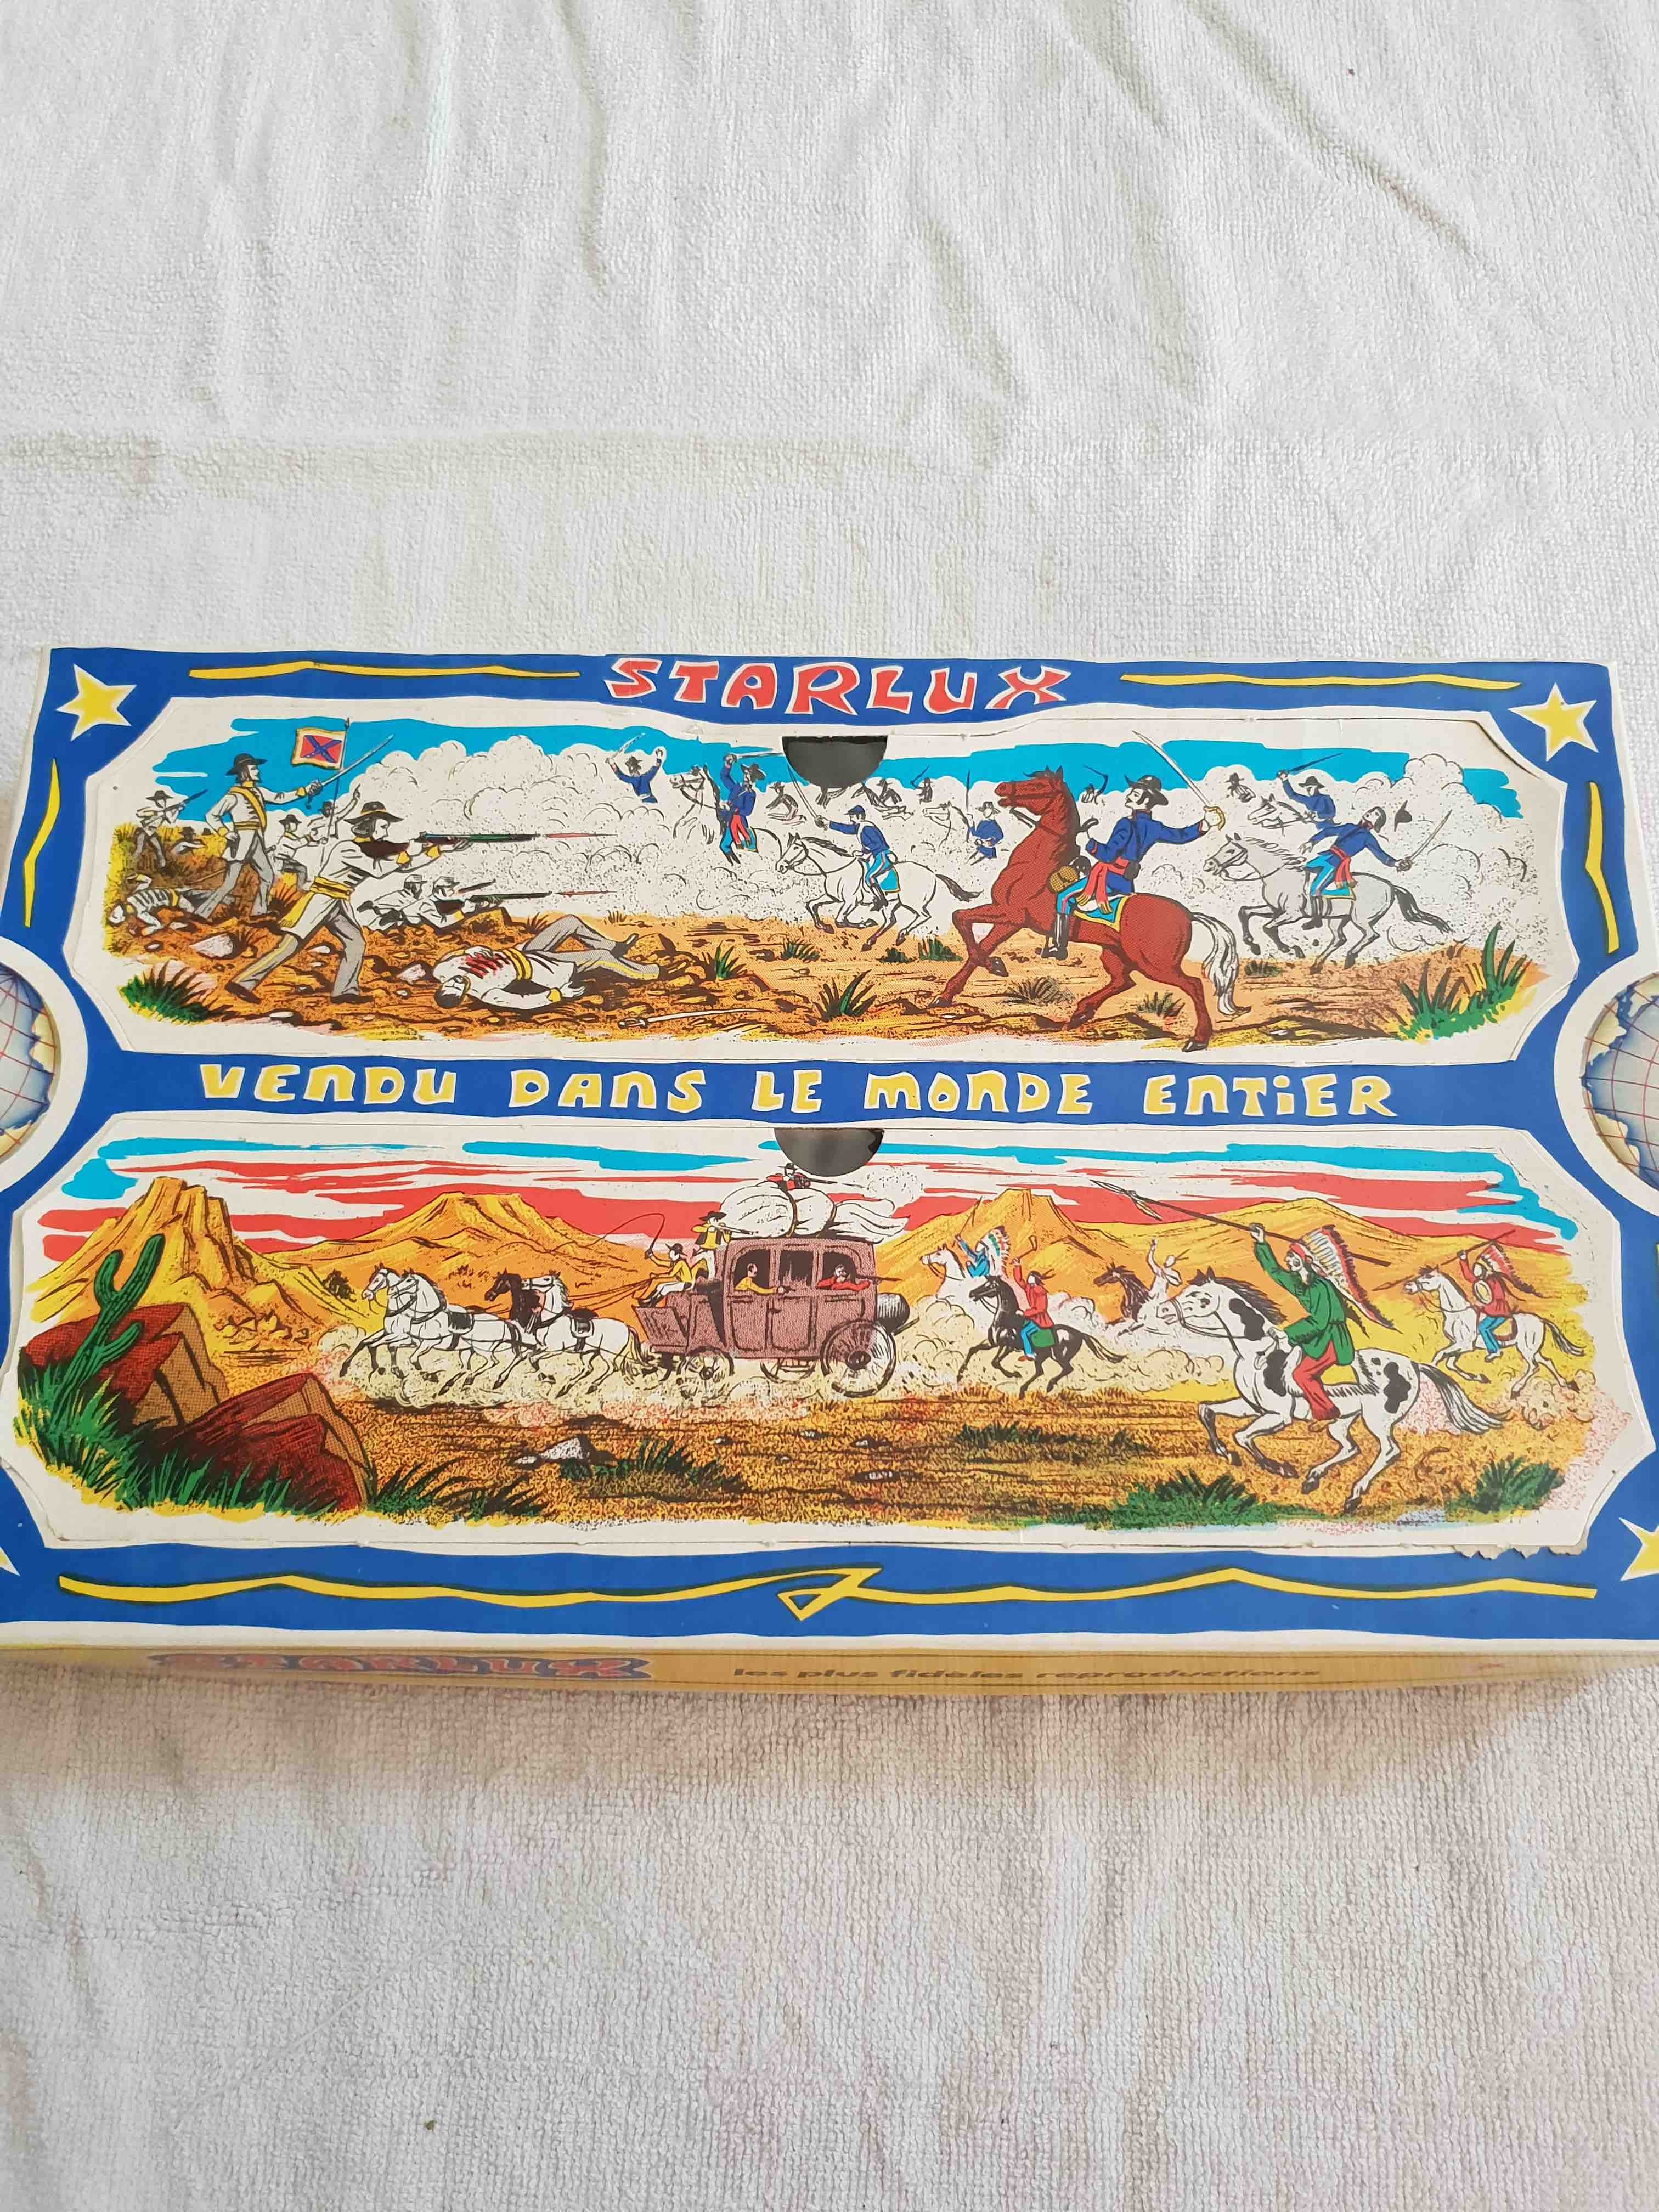 STARLUX
VENDU DANS LE MONDE ENTIER
STARLUX les plus fidèles reproductions